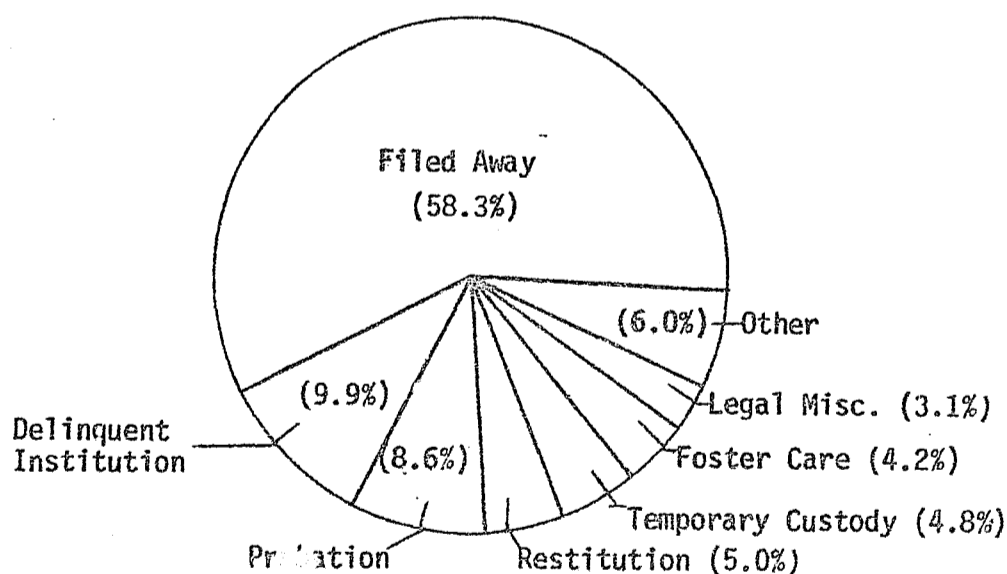 Filed Away
(58.3%)
(6.0%) Other
Legal Misc. (3.1%)
Foster Care (4.2%)
Temporary Custody (4.8%)
Restitution (5.0%)
(8.6%)
(9.9%)
Delinquent
Institution